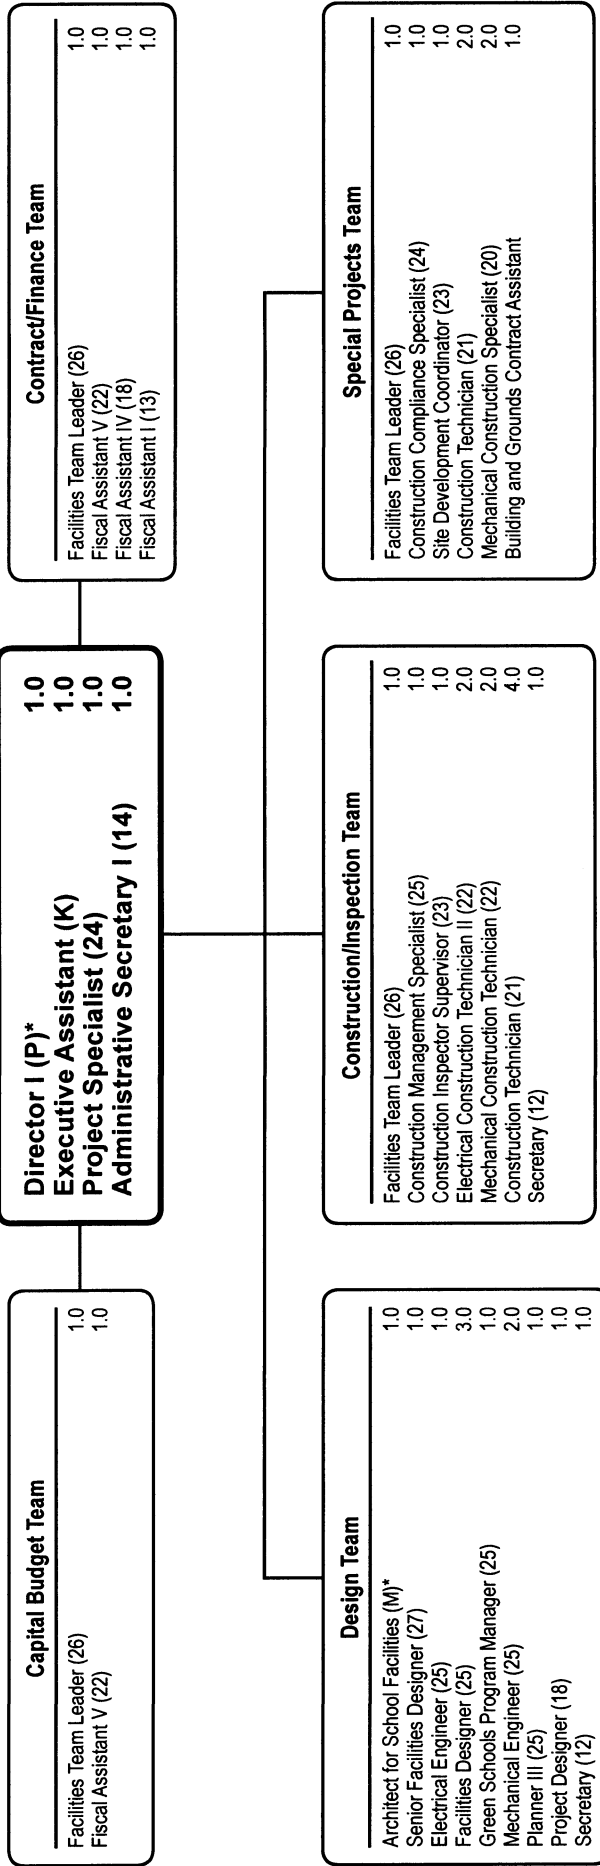 Capital Budget Team
Facilities Team Leader (26) 1.0
Fiscal Assistant V (22) 1.0
Director I (P)* 1.0
Executive Assistant (K) 1.0
Project Specialist (24) 1.0
Administrative Secretary I (14) 1.0
Contract/Finance Team
Facilities Team Leader (26) 1.0
Fiscal Assistant V (22) 1.0
Fiscal Assistant IV (18) 1.0
Fiscal Assistant I (13) 1.0
Design Team
Architect for School Facilities (M)* 1.0
Senior Facilities Designer (27) 1.0
Electrical Engineer (25) 1.0
Facilities Designer (25) 3.0
Green Schools Program Manager (25) 1.0
Mechanical Engineer (25) 2.0
Planner III (25) 1.0
Project Designer (18) 1.0
Secretary (12) 1.0
Construction/Inspection Team
Facilities Team Leader (26) 1.0
Construction Management Specialist (25) 1.0
Construction Inspector Supervisor (23) 1.0
Electrical Construction Technician II (22) 2.0
Mechanical Construction Technician (22) 2.0
Construction Technician (21) 4.0
Secretary (12) 1.0
Special Projects Team
Facilities Team Leader (26) 1.0
Construction Compliance Specialist (24) 1.0
Site Development Coordinator (23) 1.0
Construction Technician (21) 2.0
Mechanical Construction Specialist (20) 2.0
Building and Grounds Contract Assistant 1.0